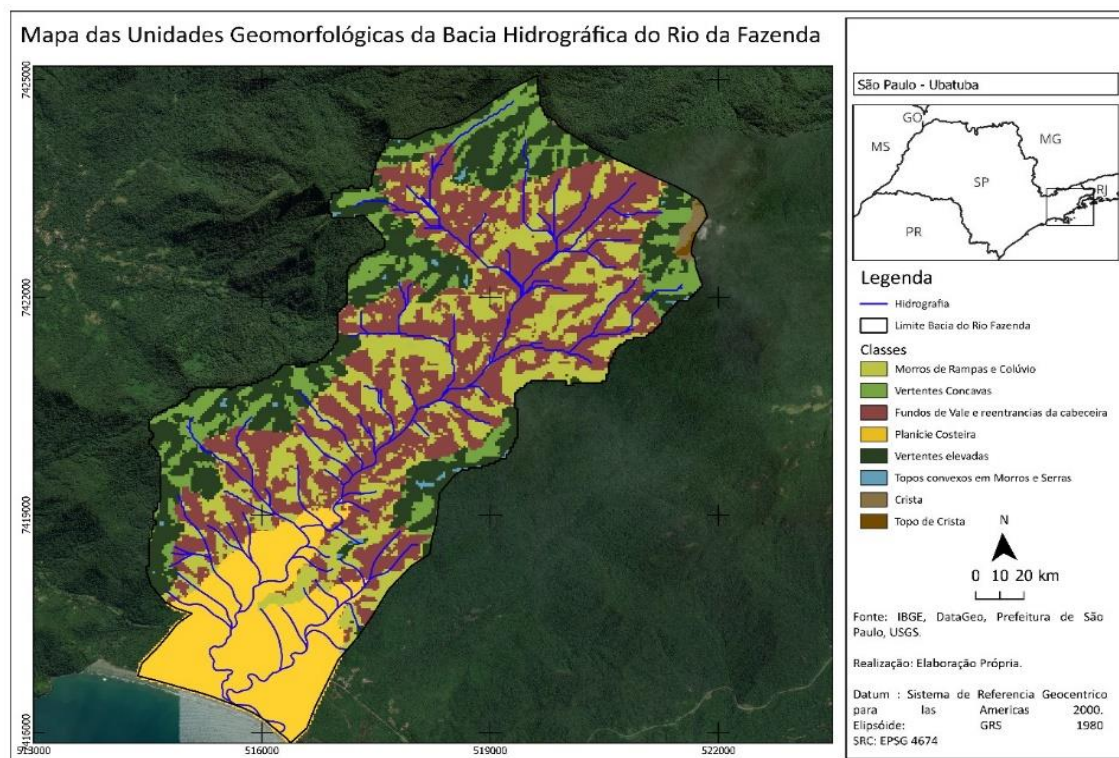 Mapa das Unidades Geomorfológicas da Bacia Hidrográfica do Rio da Fazenda
7425000
7422000
7419000
7416000
513000
516000
519000
522000
São Paulo - Ubatuba
GO
MS
MG
SP
RJ
PR
Legenda
Hidrografia
Limite Bacia do Rio Fazenda
Classes
Morros de Rampas e Colúvio
Vertentes Concavas
Fundos de Vale e reentrancias da cabeceira
Planície Costeira
Vertentes elevadas
Topos convexos em Morros e Serras
Crista
Topo de Crista
N
0 10 20 km
Fonte: IBGE, DataGeo, Prefeitura de São
Paulo, USGS.
Realização: Elaboração Própria.
Datum : Sistema de Referencia Geocentrico
para las Americas 2000.
Elipsóide: GRS 1980
SRC: EPSG 4674